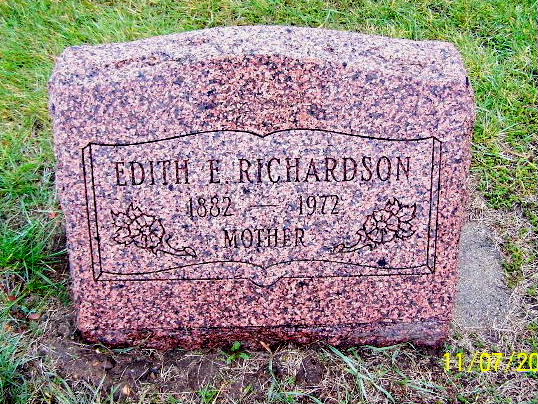 EDITH E. RICHARDSON
1882 — 1972
MOTHER
11/07/20